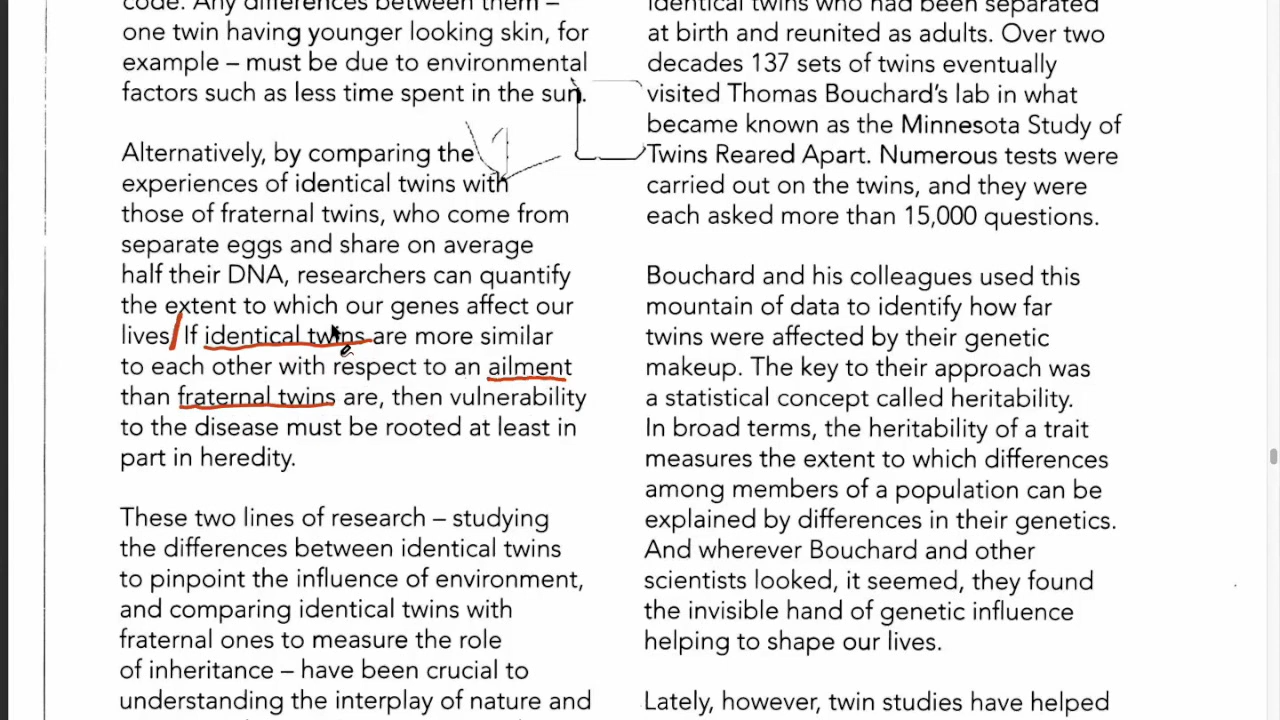 code. Any differences between them –
one twin having younger looking skin, for
example – must be due to environmental
factors such as less time spent in the sun.
Alternatively, by comparing the
experiences of identical twins with
those of fraternal twins, who come from
separate eggs and share on average
half their DNA, researchers can quantify
the extent to which our genes affect our
lives. If identical twins are more similar
to each other with respect to an ailment
than fraternal twins are, then vulnerability
to the disease must be rooted at least in
part in heredity.
These two lines of research – studying
the differences between identical twins
to pinpoint the influence of environment,
and comparing identical twins with
fraternal ones to measure the role
of inheritance – have been crucial to
understanding the interplay of nature and
identical twins who had been separated
at birth and reunited as adults. Over two
decades 137 sets of twins eventually
visited Thomas Bouchard's lab in what
became known as the Minnesota Study of
Twins Reared Apart. Numerous tests were
carried out on the twins, and they were
each asked more than 15,000 questions.
Bouchard and his colleagues used this
mountain of data to identify how far
twins were affected by their genetic
makeup. The key to their approach was
a statistical concept called heritability.
In broad terms, the heritability of a trait
measures the extent to which differences
among members of a population can be
explained by differences in their genetics.
And wherever Bouchard and other
scientists looked, it seemed, they found
the invisible hand of genetic influence
helping to shape our lives.
Lately, however, twin studies have helped